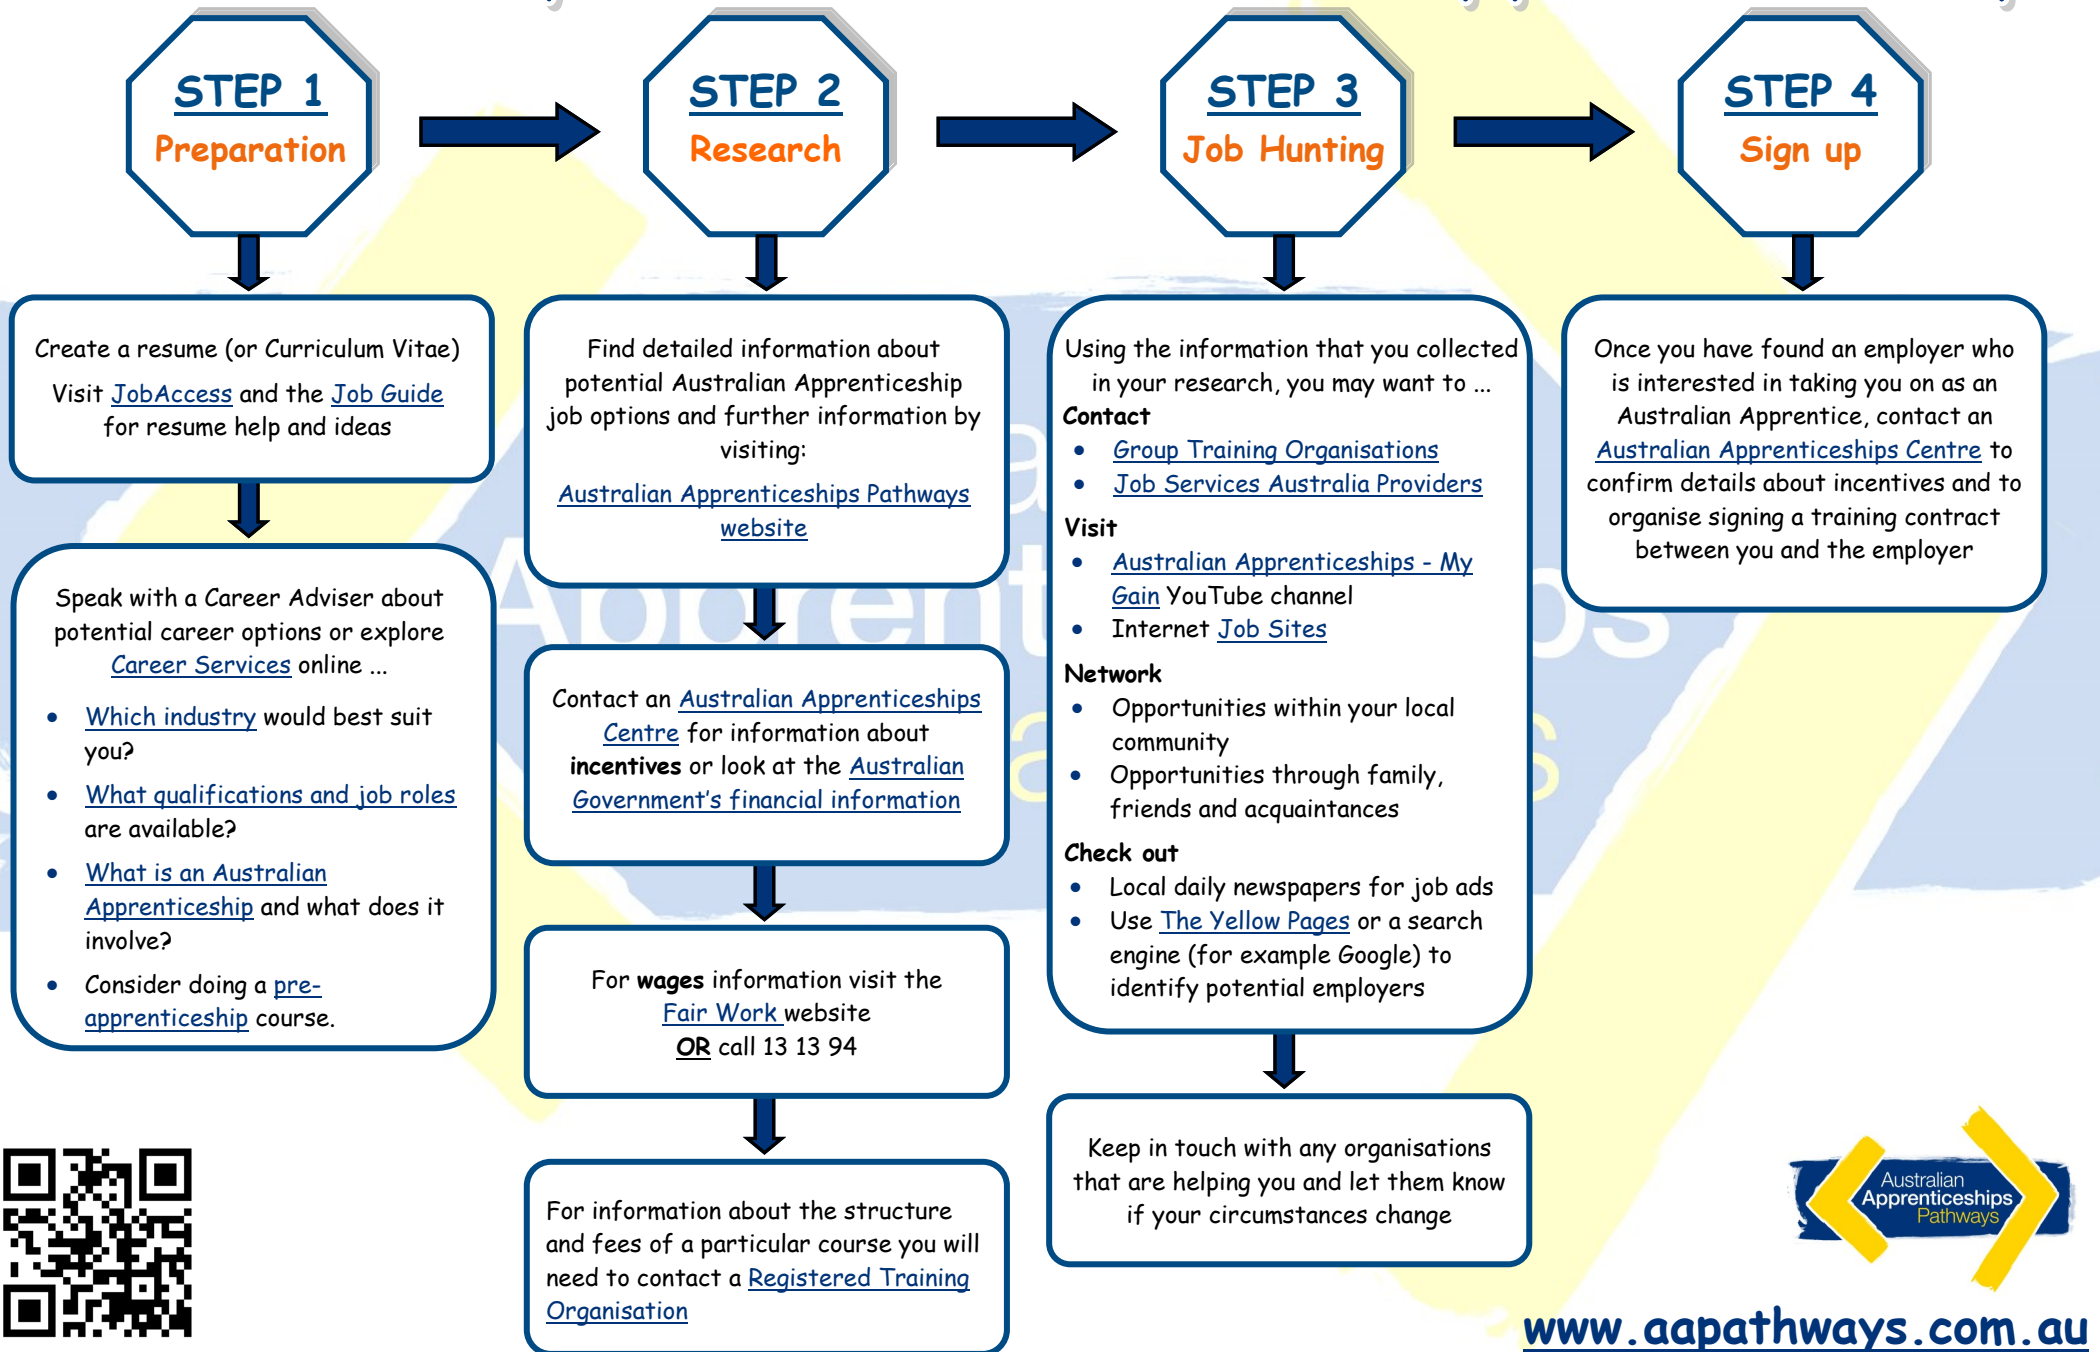 STEP 1
Preparation
STEP 2
Research
STEP 3
Job Hunting
STEP 4
Sign up
Create a resume (or Curriculum Vitae)
Visit JobAccess and the Job Guide
for resume help and ideas
Speak with a Career Adviser about
potential career options or explore
Career Services online ...
• Which industry would best suit
you?
• What qualifications and job roles
are available?
• What is an Australian
Apprenticeship and what does it
involve?
• Consider doing a pre-
apprenticeship course.
Find detailed information about
potential Australian Apprenticeship
job options and further information by
visiting:
Australian Apprenticeships Pathways
website
Contact an Australian Apprenticeships
Centre for information about
incentives or look at the Australian
Government's financial information
For wages information visit the
Fair Work website
OR call 13 13 94
For information about the structure
and fees of a particular course you will
need to contact a Registered Training
Organisation
Using the information that you collected
in your research, you may want to ...
Contact
• Group Training Organisations
• Job Services Australia Providers
Visit
• Australian Apprenticeships - My
Gain YouTube channel
• Internet Job Sites
Network
• Opportunities within your local
community
• Opportunities through family,
friends and acquaintances
Check out
• Local daily newspapers for job ads
• Use The Yellow Pages or a search
engine (for example Google) to
identify potential employers
Keep in touch with any organisations
that are helping you and let them know
if your circumstances change
Once you have found an employer who
is interested in taking you on as an
Australian Apprentice, contact an
Australian Apprenticeships Centre to
confirm details about incentives and to
organise signing a training contract
between you and the employer
Australian
Apprenticeships
Pathways
www.aapathways.com.au